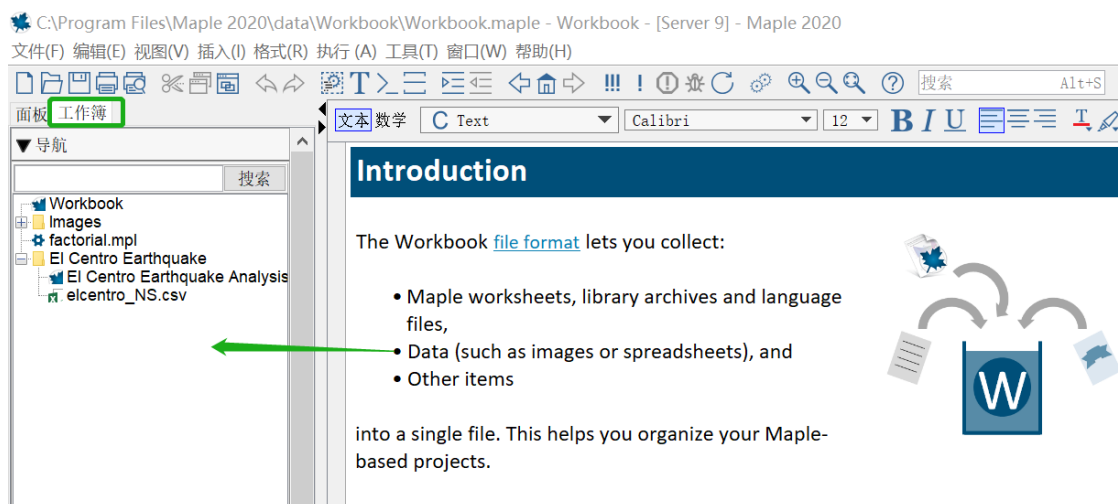 C:\Program Files\Maple 2020\data\Workbook\Workbook.maple - Workbook - [Server 9] - Maple 2020
文件(F) 编辑(E) 视图(V) 插入(I) 格式(R) 执行 (A) 工具(T) 窗口(W) 帮助(H)
搜索 Alt+S
面板 工作簿
文本 数学 C Text Calibri 12 B I U
▼导航
搜索
Workbook
Images
factorial.mpl
El Centro Earthquake
El Centro Earthquake Analysis
elcentro_NS.csv
Introduction
The Workbook file format lets you collect:
• Maple worksheets, library archives and language
files,
• Data (such as images or spreadsheets), and
• Other items
into a single file. This helps you organize your Maple-
based projects.
W